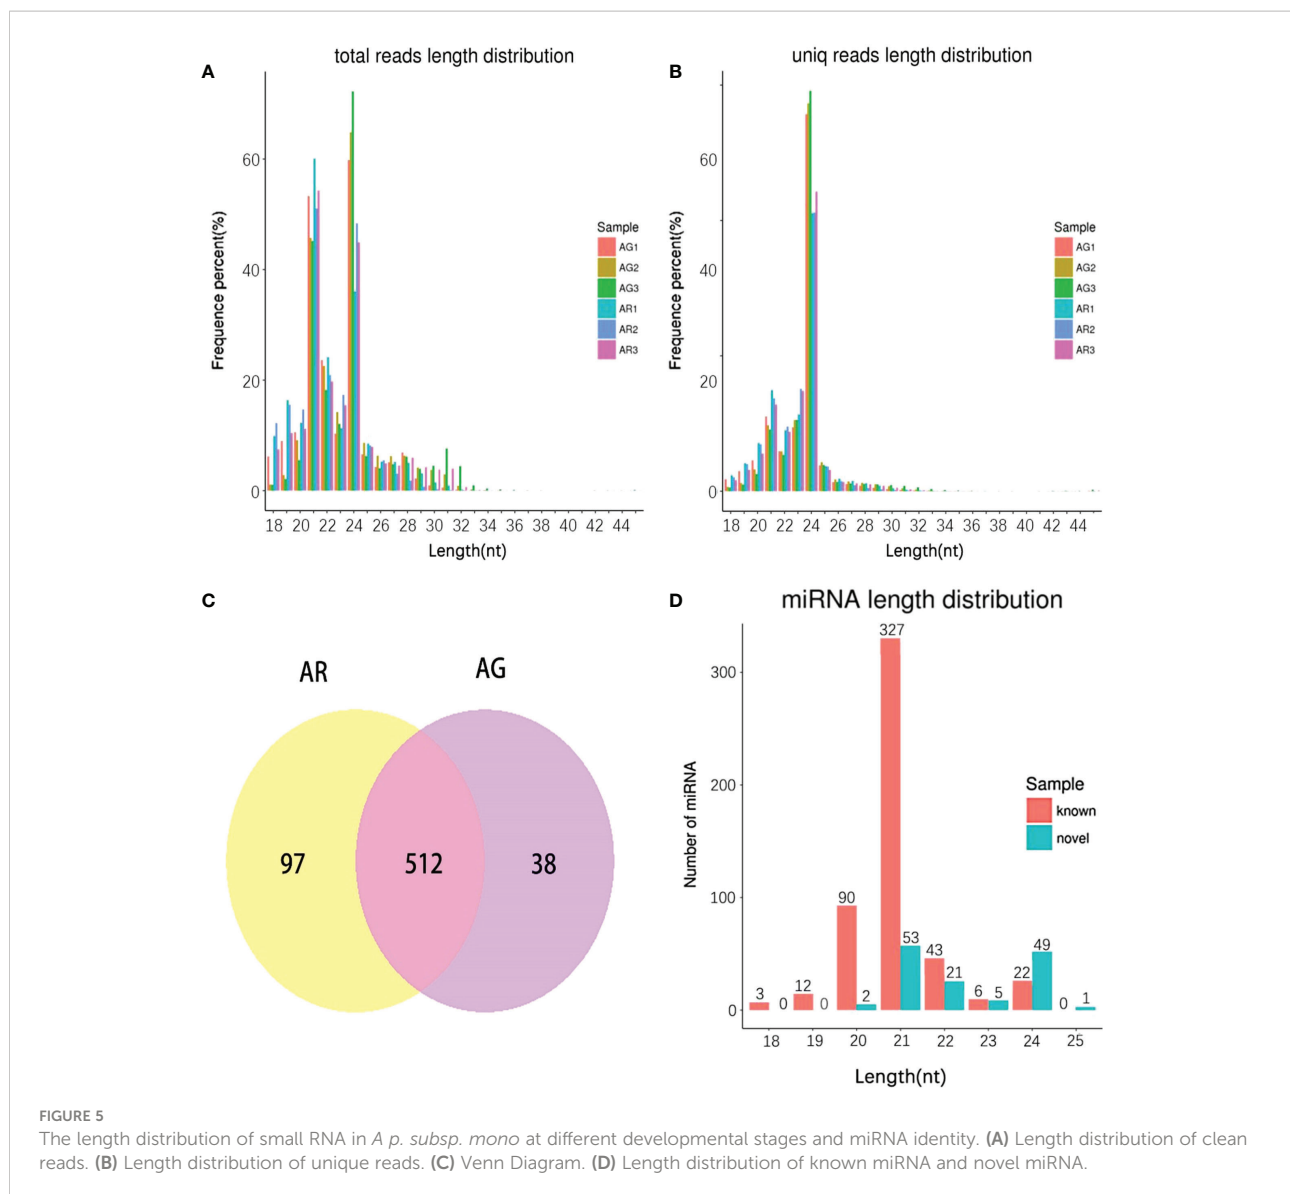 A
total reads length distribution
Frequence percent(%)
60
40
20
0
18 20 22 24 26 28 30 32 34 36 38 40 42 44
Length(nt)
Sample
AG1
AG2
AG3
AR1
AR2
AR3
B
uniq reads length distribution
Frequence percent(%)
60
40
20
0
18 20 22 24 26 28 30 32 34 36 38 40 42 44
Length(nt)
Sample
AG1
AG2
AG3
AR1
AR2
AR3
C
AR
AG
97
512
38
D
miRNA length distribution
Number of miRNA
300
200
100
0
3 0 12 0 90 2 327 53 43 21 6 5 22 49 0 1
18 19 20 21 22 23 24 25
Length(nt)
Sample
known
novel
FIGURE 5
The length distribution of small RNA in A p. subsp. mono at different developmental stages and miRNA identity. (A) Length distribution of clean
reads. (B) Length distribution of unique reads. (C) Venn Diagram. (D) Length distribution of known miRNA and novel miRNA.